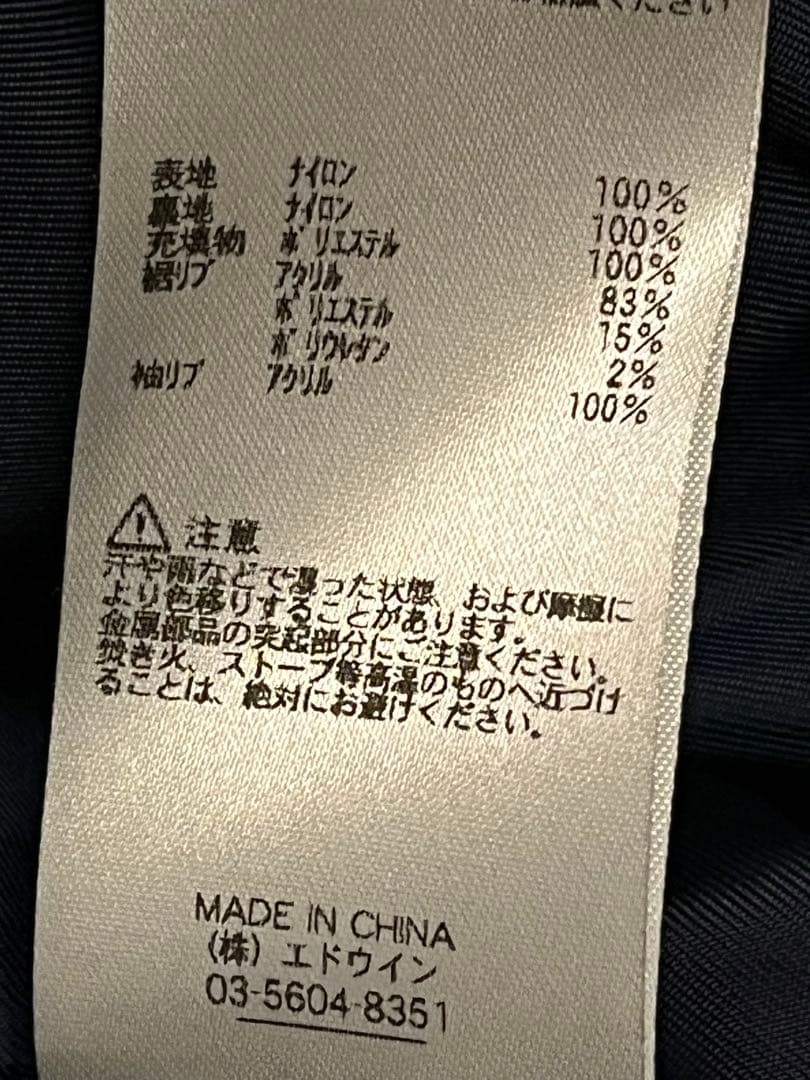 ください
表地 ナイロン 100%
裏地 ナイロン 100%
充填物 ポリエステル 100%
裾リブ アクリル 83%
ポリエステル 15%
ポリウレタン 2%
袖リブ アクリル 100%
注意
汗や雨などで湿った状態、および摩擦に
より色移りすることがあります。
金属部品の突起部分にご注意ください。
焚き火、ストーブ等高温のものへ近づけ
ることは、絶対にお避けください。
MADE IN CHINA
(株) エドウイン
03-5604-8351